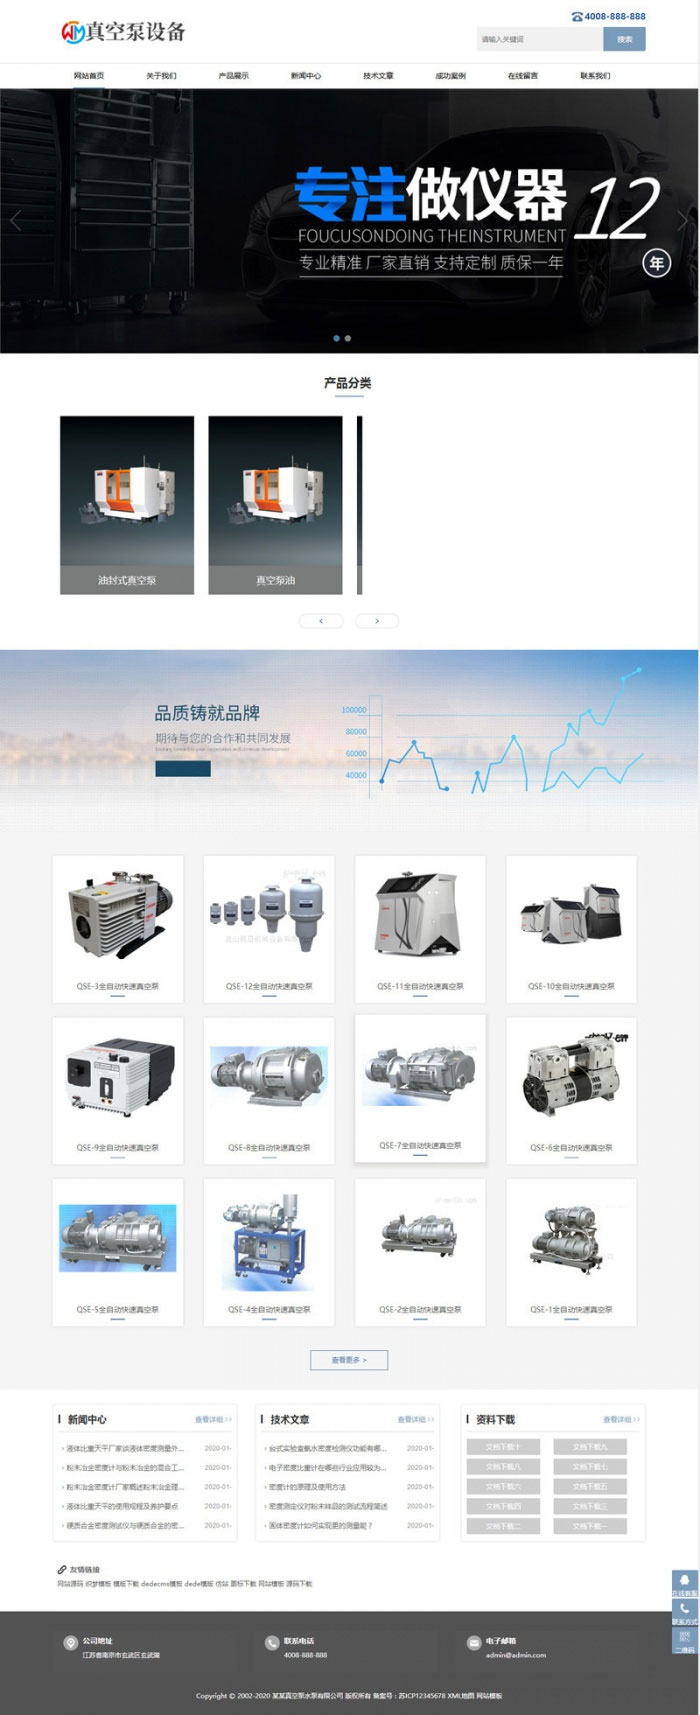 4008-888-888
WM真空泵设备
请输入关键词
搜索
网站首页 关于我们 产品展示 新闻中心 技术文章 成功案例 在线留言 联系我们
专注做仪器12
年
FOUCUSONDOING THEINSTRUMENT
专业精准 厂家直销 支持定制 质保一年
产品分类
油封式真空泵 真空泵油
品质铸就品牌
期待与您的合作和共同发展
100000
80000
60000
40000
QSE-3全自动快速真空泵 QSE-12全自动快速真空泵 QSE-11全自动快速真空泵 QSE-10全自动快速真空泵
QSE-9全自动快速真空泵 QSE-8全自动快速真空泵 QSE-7全自动快速真空泵 QSE-6全自动快速真空泵
QSE-5全自动快速真空泵 QSE-4全自动快速真空泵 QSE-2全自动快速真空泵 QSE-1全自动快速真空泵
查看更多 >
新闻中心 查看详细 >>
液体比重天平厂家谈液体密度测量外... 2020-01-
粉末冶金密度计与粉末冶金的混合工... 2020-01-
粉末冶金密度计厂家概述粉末冶金理... 2020-01-
液体比重天平的使用规程及养护要点 2020-01-
硬质合金密度测试仪与硬质合金的密... 2020-01-
技术文章 查看详细 >>
台式实验室氨水密度检测仪功能有哪... 2020-01-
电子密度比重计在哪些行业应用较为... 2020-01-
密度计的原理及使用方法 2020-01-
密度测定仪对粉末样品的测试流程简述 2020-01-
固体密度计如何实现更的测量能？ 2020-01-
资料下载 查看详细 >>
文档下载十 文档下载九
文档下载八 文档下载七
文档下载六 文档下载五
文档下载四 文档下载三
文档下载二 文档下载一
友情链接
网站源码 织梦模板 模板下载 dedecms模板 dede模板 仿站 图标下载 网站模板 源码下载
在线客服
联系方式
二维码
公司地址
江苏省南京市玄武区玄武湖
联系电话
4008-888-888
电子邮箱
admin@admin.com
Copyright © 2002-2020 某某真空泵水泵有限公司 版权所有 备案号：苏ICP12345678 XML地图 网站模板